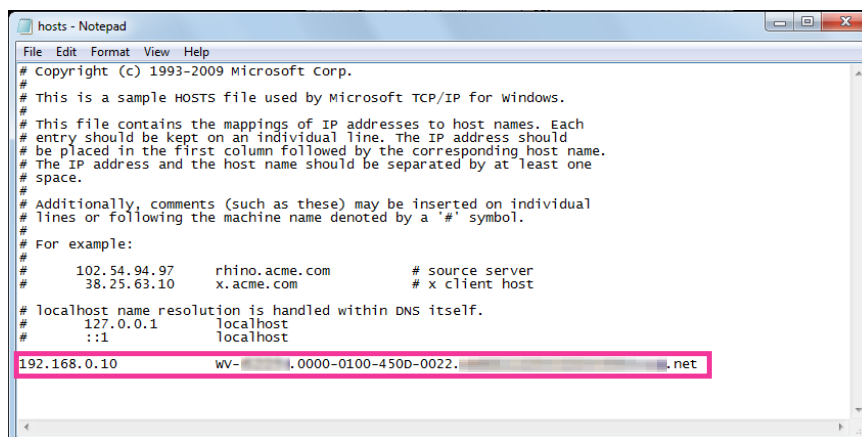 hosts - Notepad
File Edit Format View Help
# Copyright (c) 1993-2009 Microsoft Corp.
#
# This is a sample HOSTS file used by Microsoft TCP/IP for Windows.
#
# This file contains the mappings of IP addresses to host names. Each
# entry should be kept on an individual line. The IP address should
# be placed in the first column followed by the corresponding host name.
# The IP address and the host name should be separated by at least one
# space.
#
# Additionally, comments (such as these) may be inserted on individual
# lines or following the machine name denoted by a '#' symbol.
#
# For example:
#
# 102.54.94.97 rhino.acme.com # source server
# 38.25.63.10 x.acme.com # x client host
# localhost name resolution is handled within DNS itself.
# 127.0.0.1 localhost
# ::1 localhost
192.168.0.10 WV- .0000-0100-450D-0022. .net